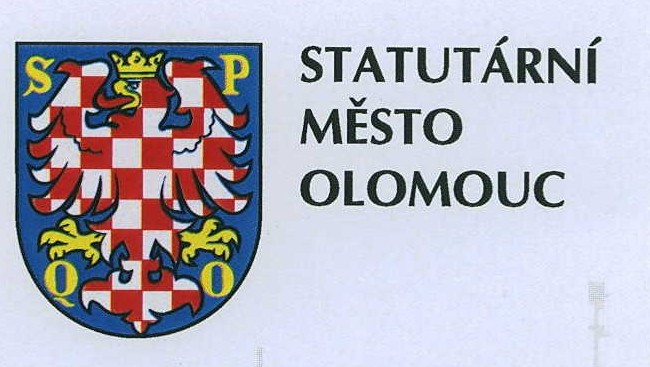 S P
Q O
STATUTÁRNÍ
MĚSTO
OLOMOUC